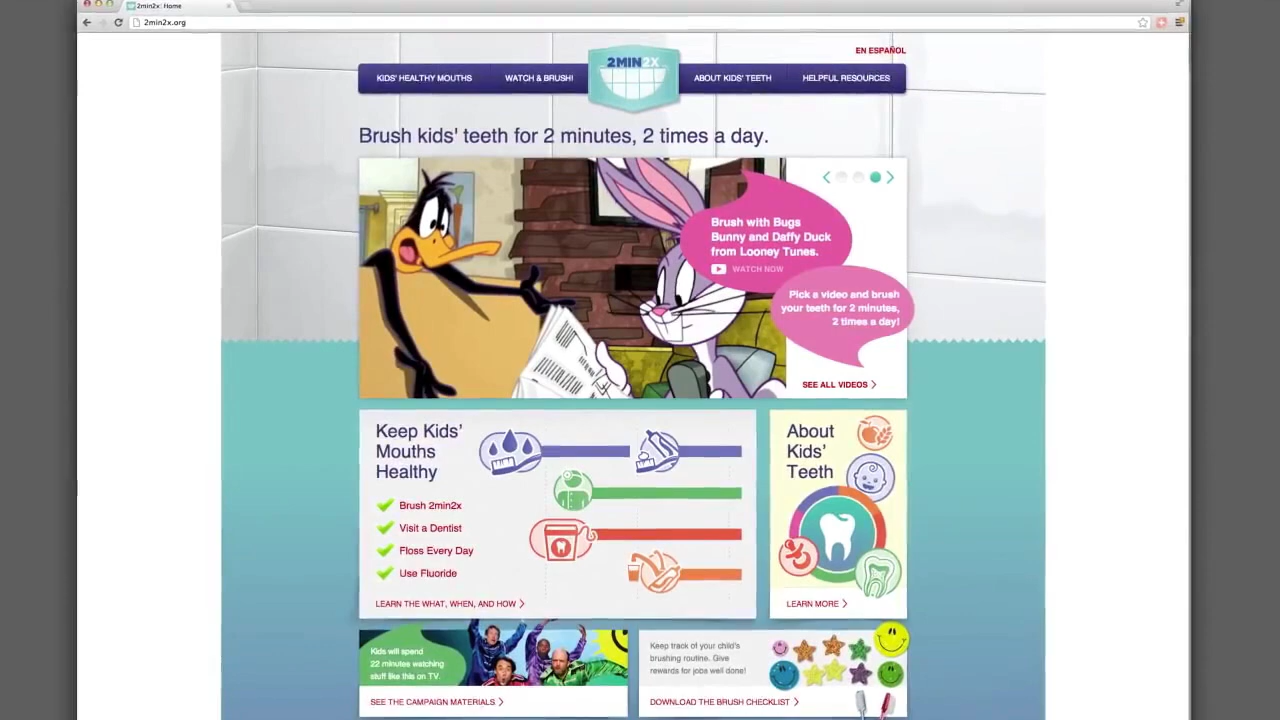 2min2x: Home
2min2x.org
EN ESPAÑOL
KIDS' HEALTHY MOUTHS
WATCH & BRUSH!
2MIN2X
ABOUT KIDS' TEETH
HELPFUL RESOURCES
Brush kids' teeth for 2 minutes, 2 times a day.
Brush with Bugs
Bunny and Daffy Duck
from Looney Tunes.
WATCH NOW
Pick a video and brush
your teeth for 2 minutes,
2 times a day!
SEE ALL VIDEOS
Keep Kids'
Mouths
Healthy
Brush 2min2x
Visit a Dentist
Floss Every Day
Use Fluoride
LEARN THE WHAT, WHEN, AND HOW
About
Kids'
Teeth
LEARN MORE
Kids will spend
22 minutes watching
stuff like this on TV.
SEE THE CAMPAIGN MATERIALS
Keep track of your child's
brushing routine. Give
rewards for jobs well done!
DOWNLOAD THE BRUSH CHECKLIST